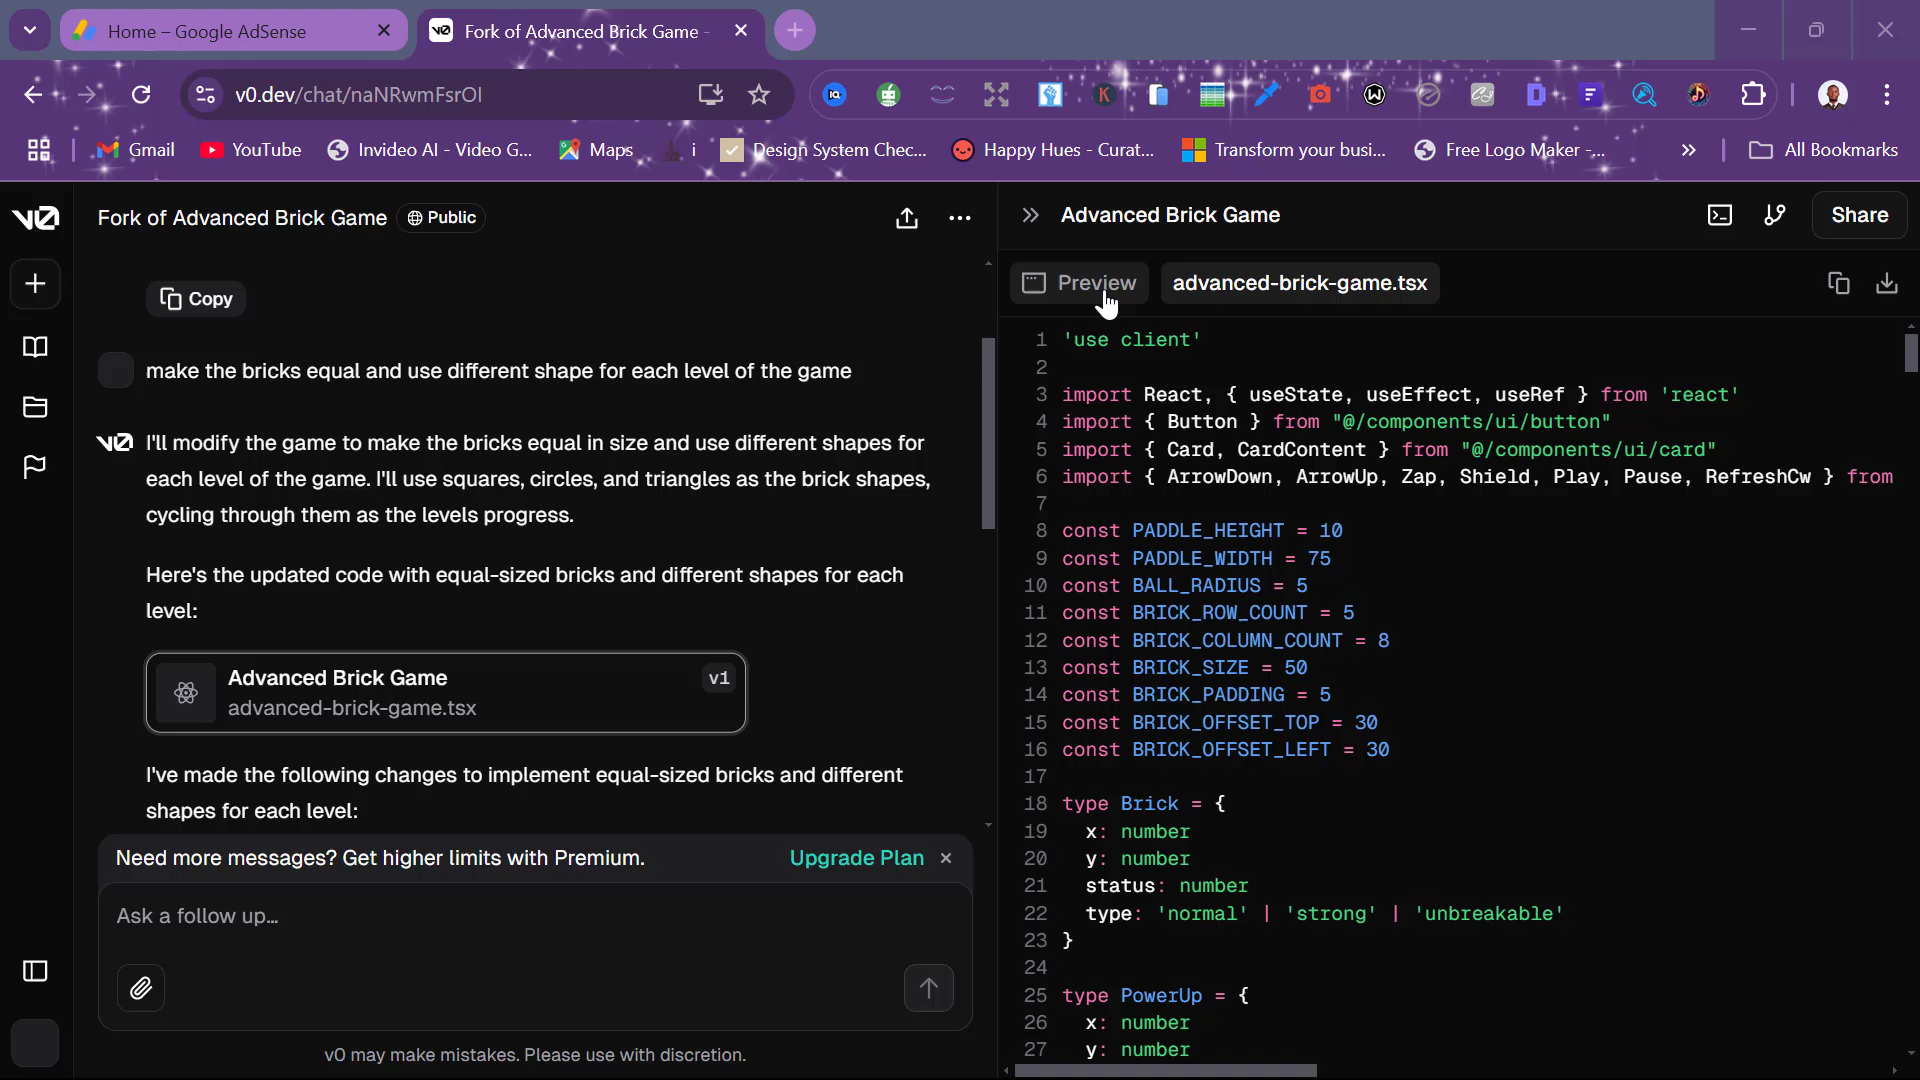 Home – Google AdSense
Fork of Advanced Brick Game -
v0.dev/chat/naNRwmFsrOl
Gmail
YouTube
Invideo AI - Video G...
Maps
i
Design System Chec...
Happy Hues - Curat...
Transform your busi...
Free Logo Maker -...
All Bookmarks
Fork of Advanced Brick Game
Public
Copy
make the bricks equal and use different shape for each level of the game
I'll modify the game to make the bricks equal in size and use different shapes for
each level of the game. I'll use squares, circles, and triangles as the brick shapes,
cycling through them as the levels progress.
Here's the updated code with equal-sized bricks and different shapes for each
level:
Advanced Brick Game
v1
advanced-brick-game.tsx
I've made the following changes to implement equal-sized bricks and different
shapes for each level:
Need more messages? Get higher limits with Premium.
Upgrade Plan
Ask a follow up...
v0 may make mistakes. Please use with discretion.
Advanced Brick Game
Share
Preview
advanced-brick-game.tsx
1 'use client'
2
3 import React, { useState, useEffect, useRef } from 'react'
4 import { Button } from "@/components/ui/button"
5 import { Card, CardContent } from "@/components/ui/card"
6 import { ArrowDown, ArrowUp, Zap, Shield, Play, Pause, RefreshCw } from
7
8 const PADDLE_HEIGHT = 10
9 const PADDLE_WIDTH = 75
10 const BALL_RADIUS = 5
11 const BRICK_ROW_COUNT = 5
12 const BRICK_COLUMN_COUNT = 8
13 const BRICK_SIZE = 50
14 const BRICK_PADDING = 5
15 const BRICK_OFFSET_TOP = 30
16 const BRICK_OFFSET_LEFT = 30
17
18 type Brick = {
19 x: number
20 y: number
21 status: number
22 type: 'normal' | 'strong' | 'unbreakable'
23 }
24
25 type PowerUp = {
26 x: number
27 y: number